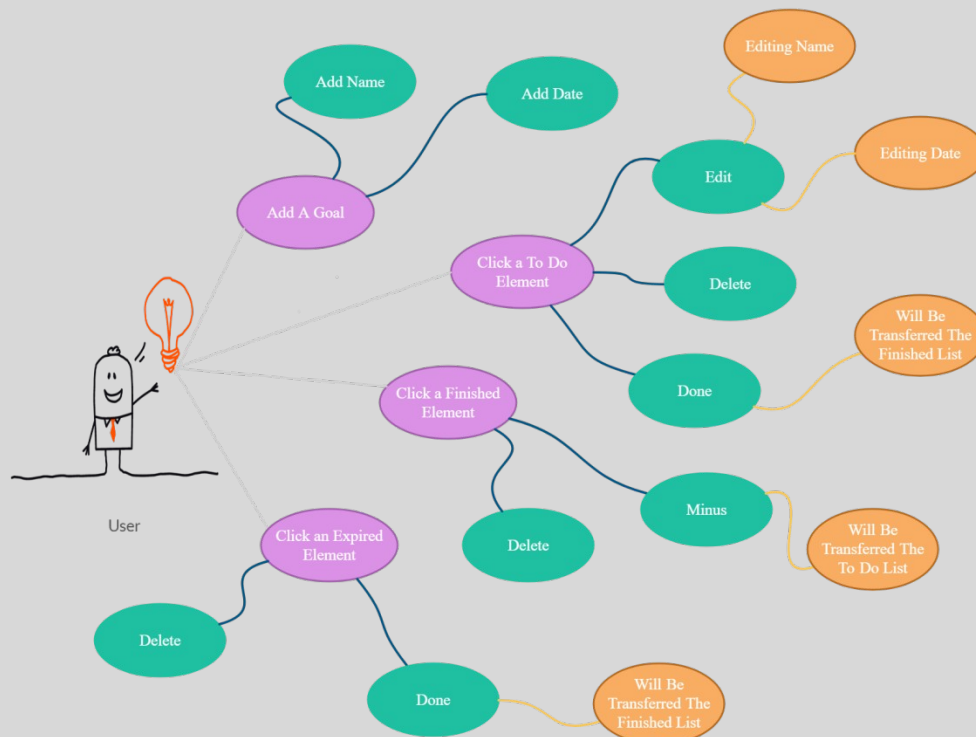 Editing Name
Add Name
Add Date
Editing Date
Edit
Add A Goal
Click a To Do
Element
Delete
Will Be
Transferred The
Finished List
Done
Click a Finished
Element
Minus
User
Click an Expired
Element
Delete
Will Be
Transferred The
To Do List
Delete
Done
Will Be
Transferred The
Finished List